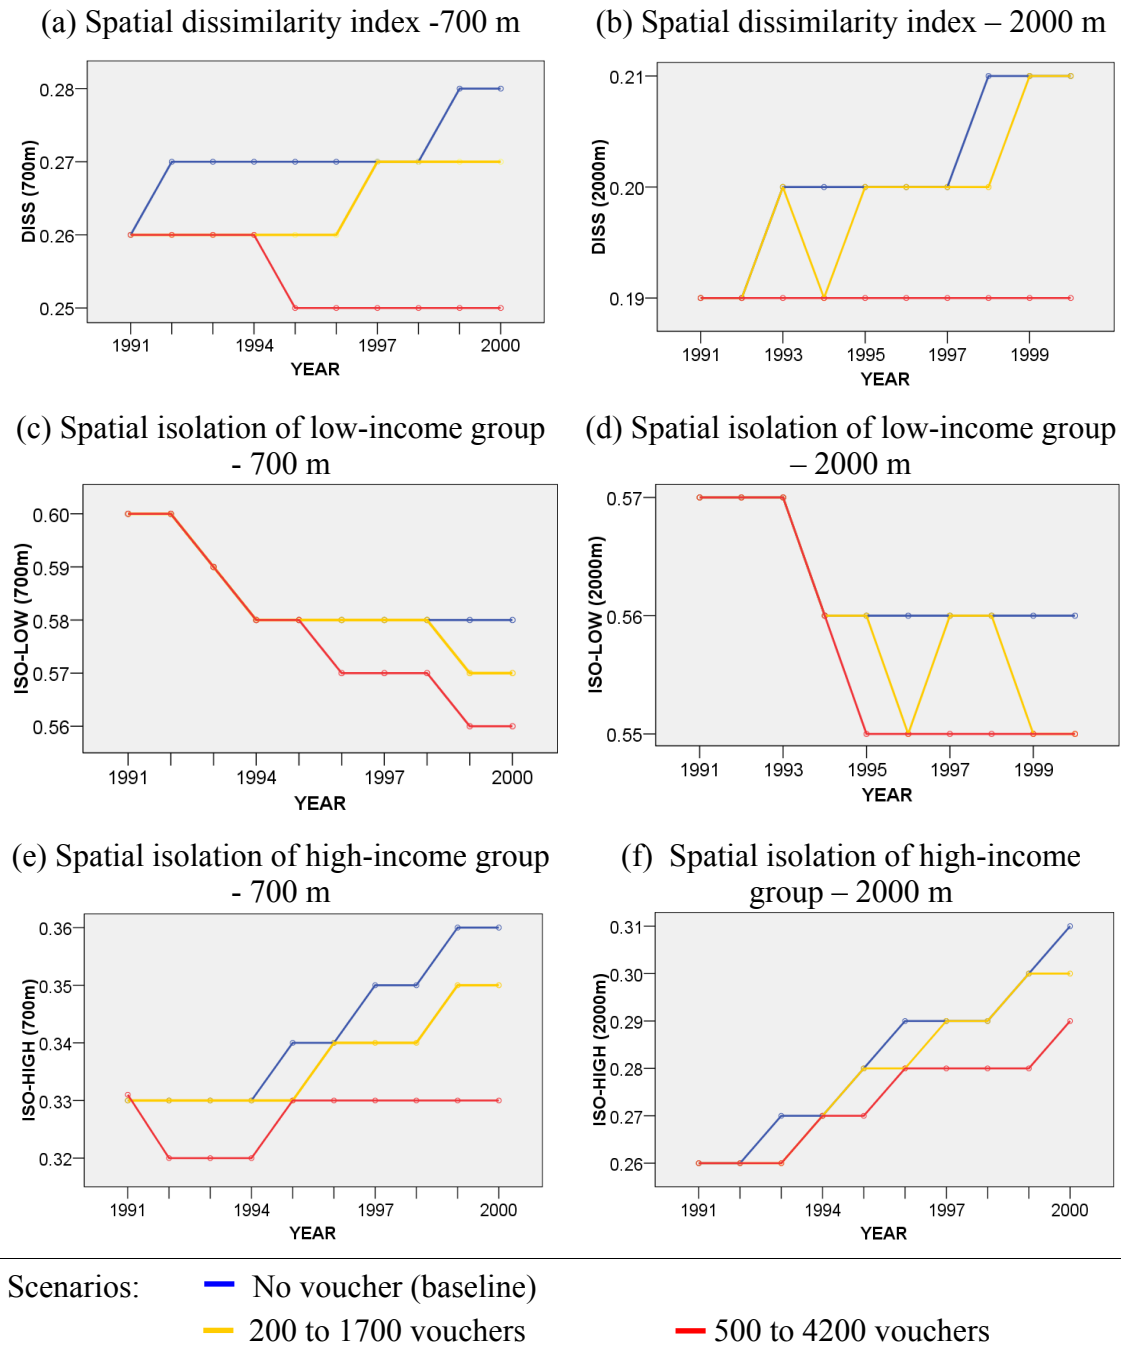 (a) Spatial dissimilarity index -700 m
0.28
0.27
0.26
0.25
DISS (700m)
1991 1994 1997 2000
YEAR
(b) Spatial dissimilarity index – 2000 m
0.21
0.20
0.19
DISS (2000m)
1991 1993 1995 1997 1999
YEAR
(c) Spatial isolation of low-income group
- 700 m
0.60
0.59
0.58
0.57
0.56
ISO-LOW (700m)
1991 1994 1997 2000
YEAR
(d) Spatial isolation of low-income group
– 2000 m
0.57
0.56
0.55
ISO-LOW (2000m)
1991 1993 1995 1997 1999
YEAR
(e) Spatial isolation of high-income group
- 700 m
0.36
0.35
0.34
0.33
0.32
ISO-HIGH (700m)
1991 1994 1997 2000
YEAR
(f) Spatial isolation of high-income
group – 2000 m
0.31
0.30
0.29
0.28
0.27
0.26
ISO-HIGH (2000m)
1991 1994 1997 2000
YEAR
Scenarios: No voucher (baseline)
200 to 1700 vouchers 500 to 4200 vouchers